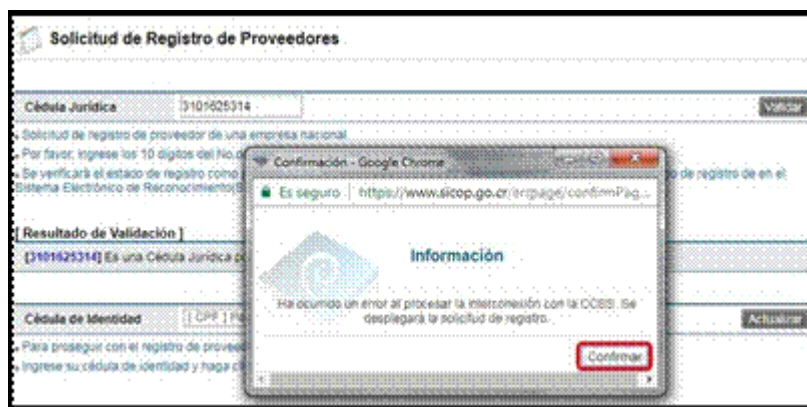 Solicitud de Registro de Proveedores
Cédula Jurídica 3101625314 Validar
Solicitud de registro de proveedor de una empresa nacional
Por favor, ingrese los 10 dígitos del No.
Se verificará el estado de registro como de registro de en el
Sistema Electrónico de Reconocimiento(S
Confirmación - Google Chrome
Es seguro https://www.sicop.go.cr/
[ Resultado de Validación ]
[3101625314] Es una Cédula Jurídica
Información
Ha ocurrido un error al procesar la interconexión con la CCSS. Se
desplegará la solicitud de registro.
Cédula de Identidad [ CPF ] Actualizar
Confirmar
Para proseguir con el registro de
Ingrese su cédula de identidad y haga